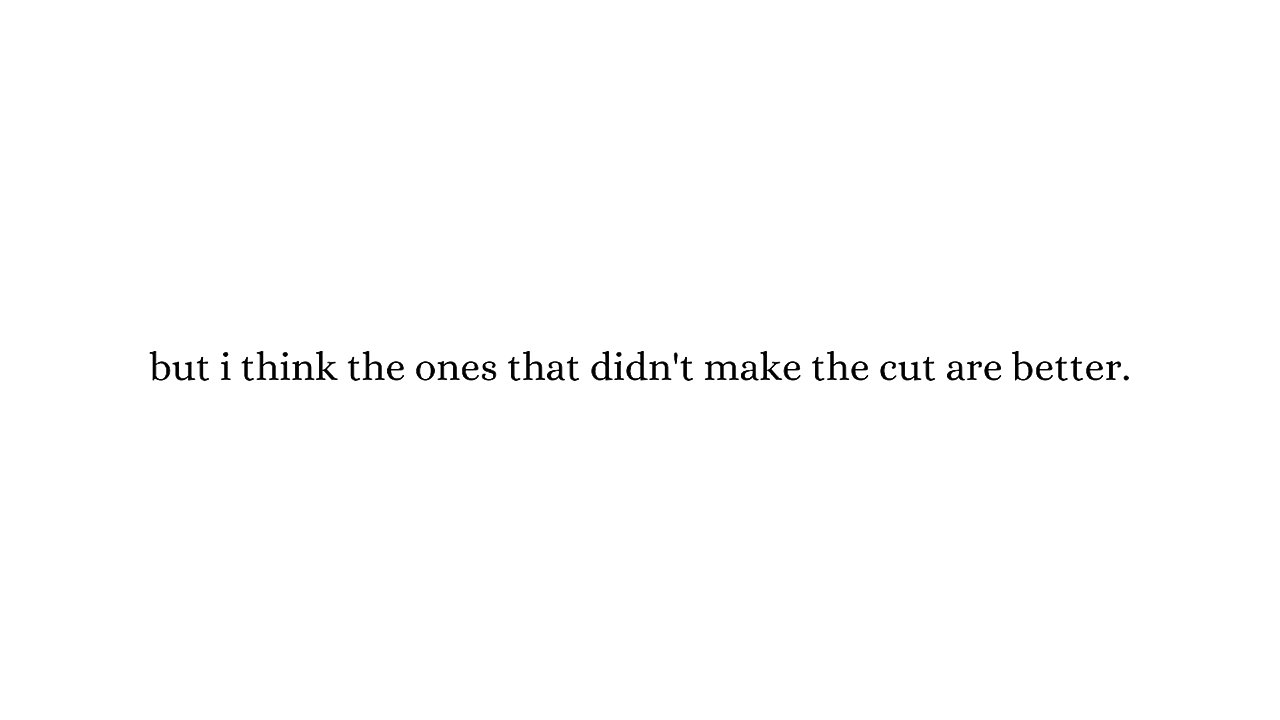 but i think the ones that didn't make the cut are better.